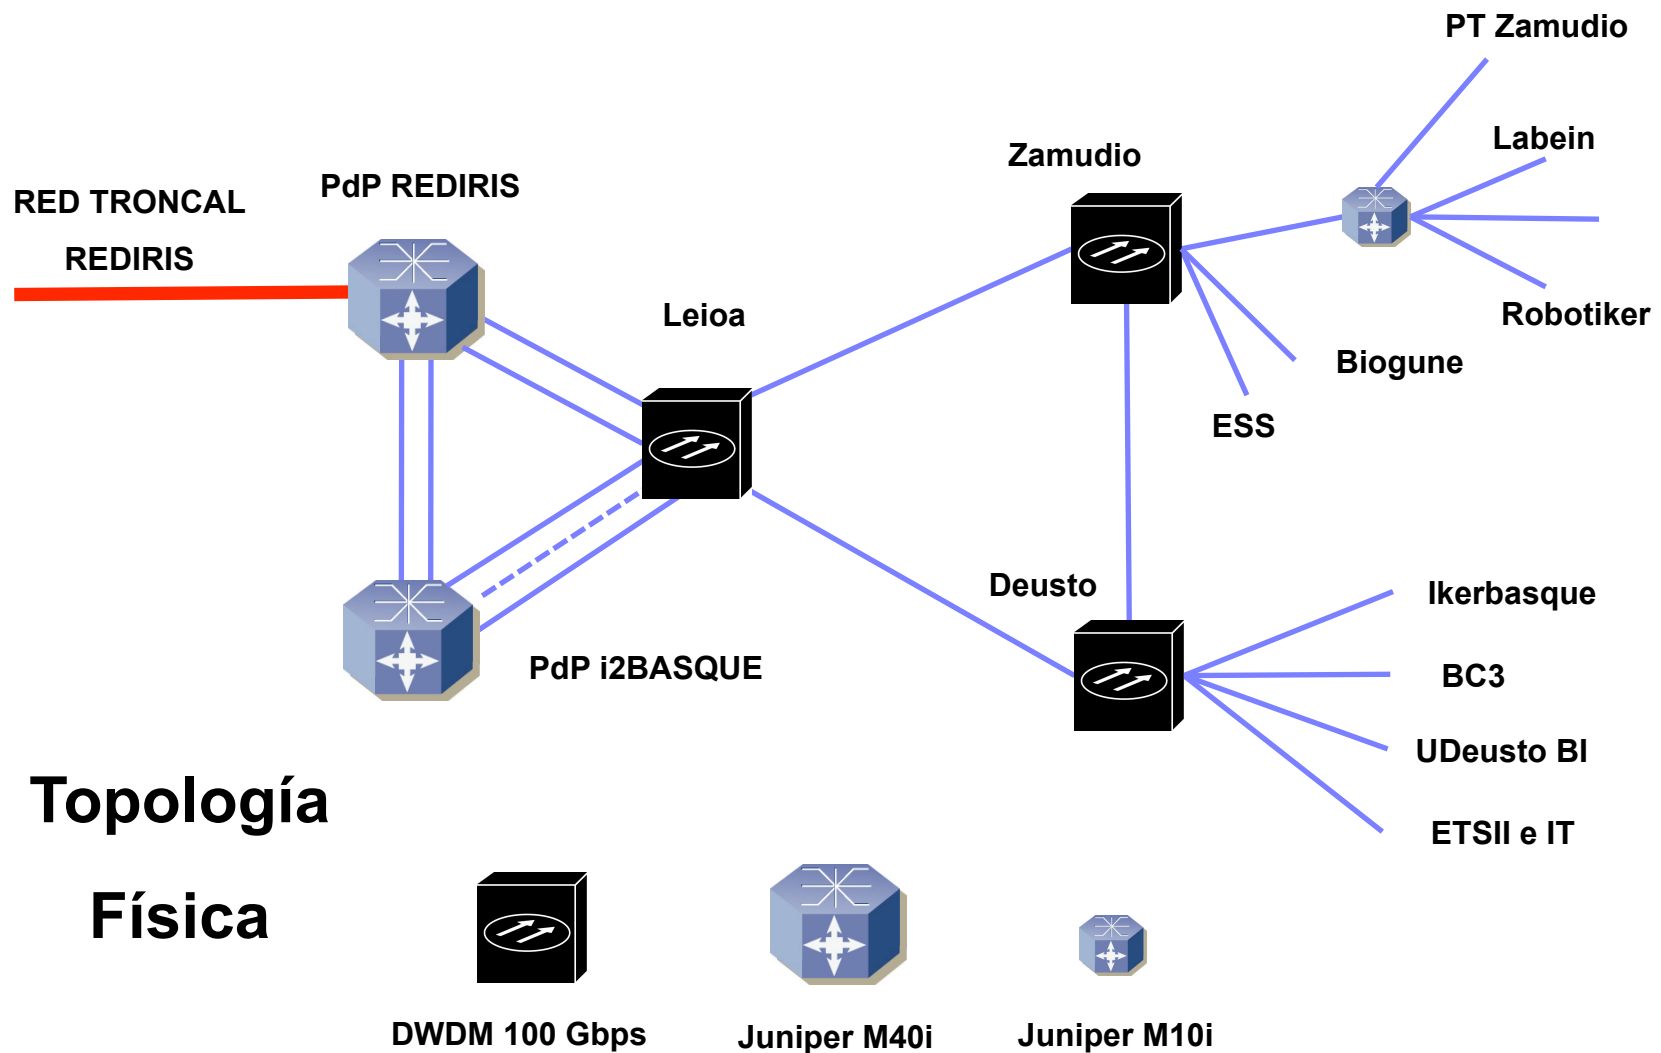 PT Zamudio
Labein
Zamudio
PdP REDIRIS
RED TRONCAL
REDIRIS
Leioa
Robotiker
Biogune
ESS
Deusto
Ikerbasque
PdP i2BASQUE
BC3
UDeusto BI
Topología
ETSII e IT
Física
DWDM 100 Gbps
Juniper M40i
Juniper M10i